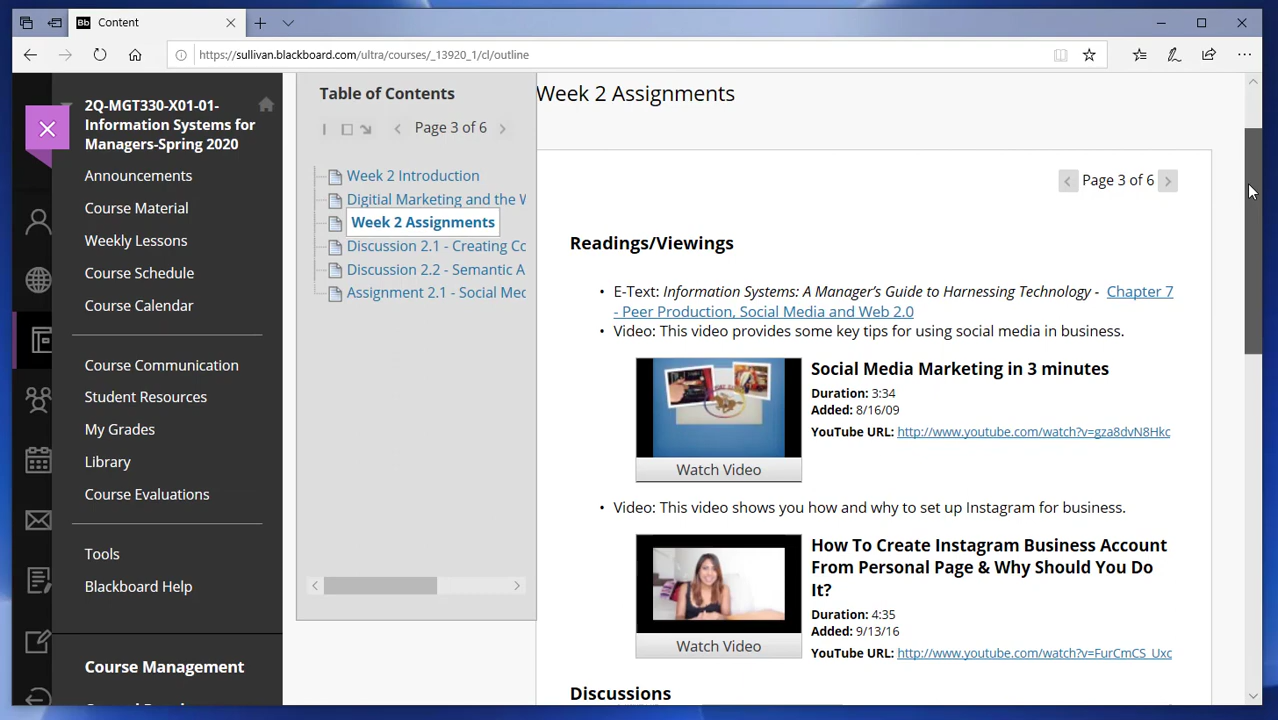 Bb Content
https://sullivan.blackboard.com/ultra/courses/_13920_1/cl/outline
2Q-MGT330-X01-01-
Information Systems for
Managers-Spring 2020
Announcements
Course Material
Weekly Lessons
Course Schedule
Course Calendar
Course Communication
Student Resources
My Grades
Library
Course Evaluations
Tools
Blackboard Help
Course Management
Table of Contents
Page 3 of 6
Week 2 Introduction
Digitial Marketing and the W
Week 2 Assignments
Discussion 2.1 - Creating Cc
Discussion 2.2 - Semantic A
Assignment 2.1 - Social Mec
Week 2 Assignments
Page 3 of 6
Readings/Viewings
• E-Text: Information Systems: A Manager's Guide to Harnessing Technology - Chapter 7
- Peer Production, Social Media and Web 2.0
• Video: This video provides some key tips for using social media in business.
Social Media Marketing in 3 minutes
Duration: 3:34
Added: 8/16/09
YouTube URL: http://www.youtube.com/watch?v=gza8dvN8Hkc
Watch Video
• Video: This video shows you how and why to set up Instagram for business.
How To Create Instagram Business Account
From Personal Page & Why Should You Do
It?
Duration: 4:35
Added: 9/13/16
YouTube URL: http://www.youtube.com/watch?v=FurCmCS_Uxc
Watch Video
Discussions